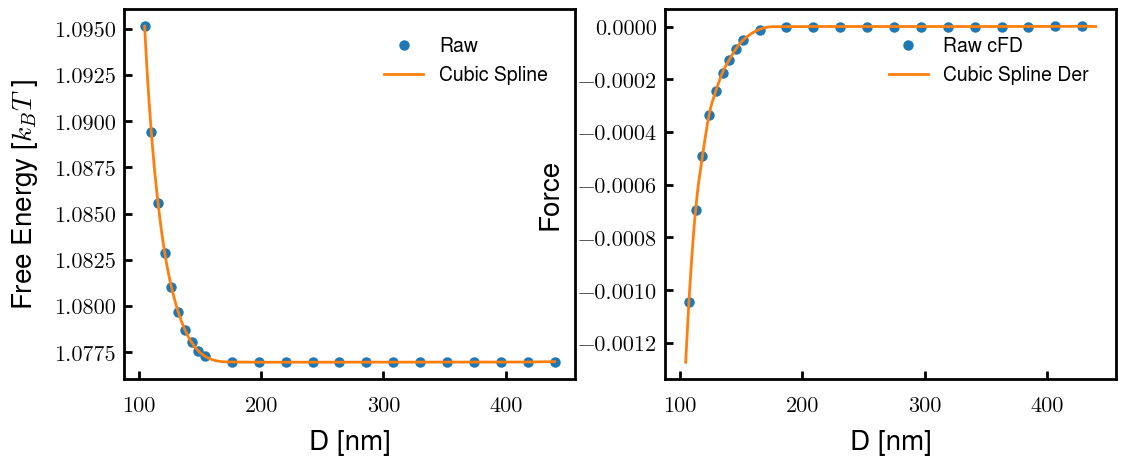 Free Energy [k_BT]
1.0950
1.0925
1.0900
1.0875
1.0850
1.0825
1.0800
1.0775
100 200 300 400
D [nm]
Raw
Cubic Spline
Force
0.0000
−0.0002
−0.0004
−0.0006
−0.0008
−0.0010
−0.0012
100 200 300 400
D [nm]
Raw cFD
Cubic Spline Der